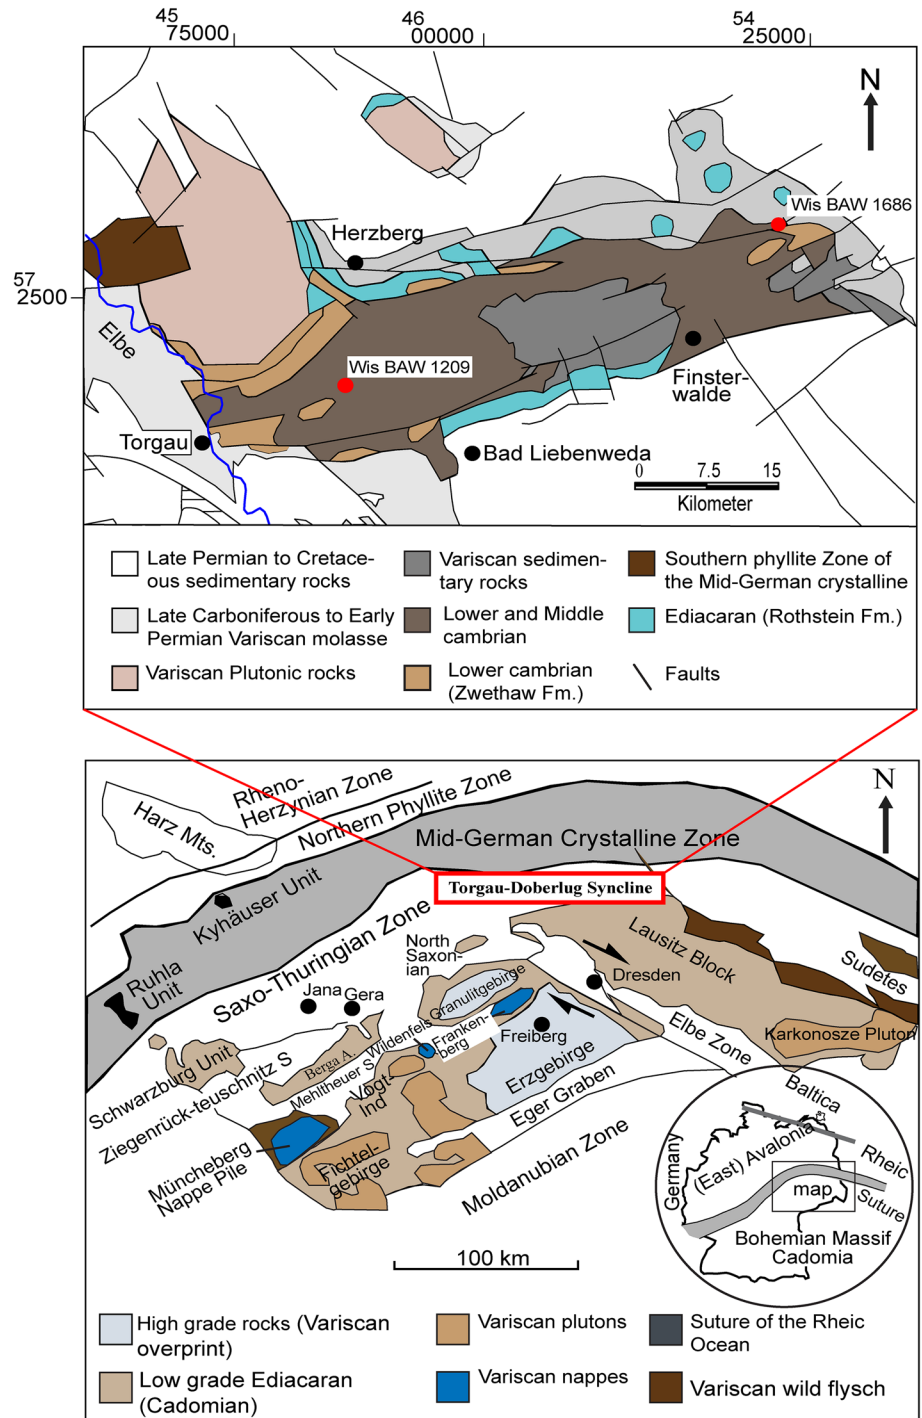 45
75000
46
00000
54
25000
N
Wis BAW 1686
Herzberg
57
2500
Elbe
Wis BAW 1209
Finster-
walde
Torgau
Bad Liebenweda
0 7.5 15
Kilometer
Late Permian to Cretace-
ous sedimentary rocks
Late Carboniferous to Early
Permian Variscan molasse
Variscan Plutonic rocks
Variscan sedimen-
tary rocks
Lower and Middle
cambrian
Lower cambrian
(Zwethaw Fm.)
Southern phyllite Zone of
the Mid-German crystalline
Ediacaran (Rothstein Fm.)
Faults
Rheno-
Herzynian Zone
Northern Phyllite Zone
N
Harz Mts.
Mid-German Crystalline Zone
Torgau-Doberlug Syncline
Kyhäuser Unit
Ruhla
Unit
Saxo-Thuringian Zone
North
Saxon-
ian
Lausitz Block
Sudetes
Dresden
Jana
Gera
Granulitgebirge
Franken-
berg
Wildenfels
Freiberg
Elbe Zone
Karkonosze Pluton
Schwarzburg Unit
Berga A.
Mehltheuer S.
Vogt-
lnd
Erzgebirge
Ziegenrück-teuschnitz S
Eger Graben
Müncheberg
Nappe Pile
Fichtel-
gebirge
Moldanubian Zone
Baltica
Germany
(East) Avalonia
Rheic
Suture
map
Bohemian Massif
Cadomia
100 km
High grade rocks (Variscan
overprint)
Low grade Ediacaran
(Cadomian)
Variscan plutons
Variscan nappes
Suture of the Rheic
Ocean
Variscan wild flysch